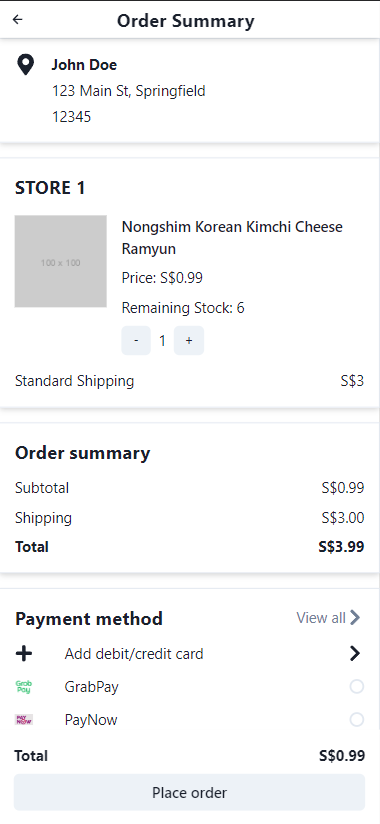 Order Summary
John Doe
123 Main St, Springfield
12345
STORE 1
100 x 100
Nongshim Korean Kimchi Cheese
Ramyun
Price: S$0.99
Remaining Stock: 6
- 1 +
Standard Shipping S$3
Order summary
Subtotal S$0.99
Shipping S$3.00
Total S$3.99
Payment method View all
Add debit/credit card
Grab
Pay
GrabPay
PAY
NOW
PayNow
Total S$0.99
Place order